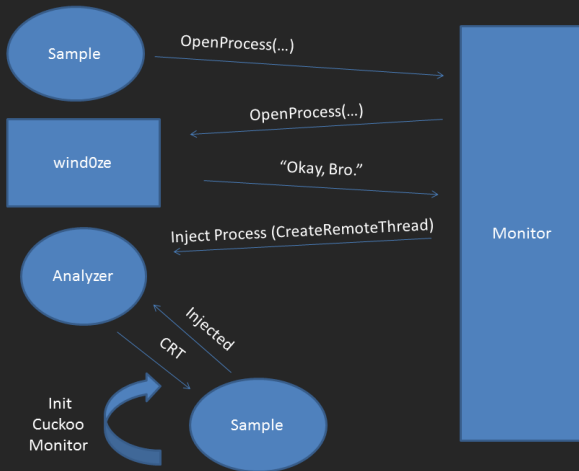 Sample
OpenProcess(...)
OpenProcess(...)
wind0ze
“Okay, Bro.”
Monitor
Inject Process (CreateRemoteThread)
Analyzer
Injected
CRT
Init
Cuckoo
Monitor
Sample